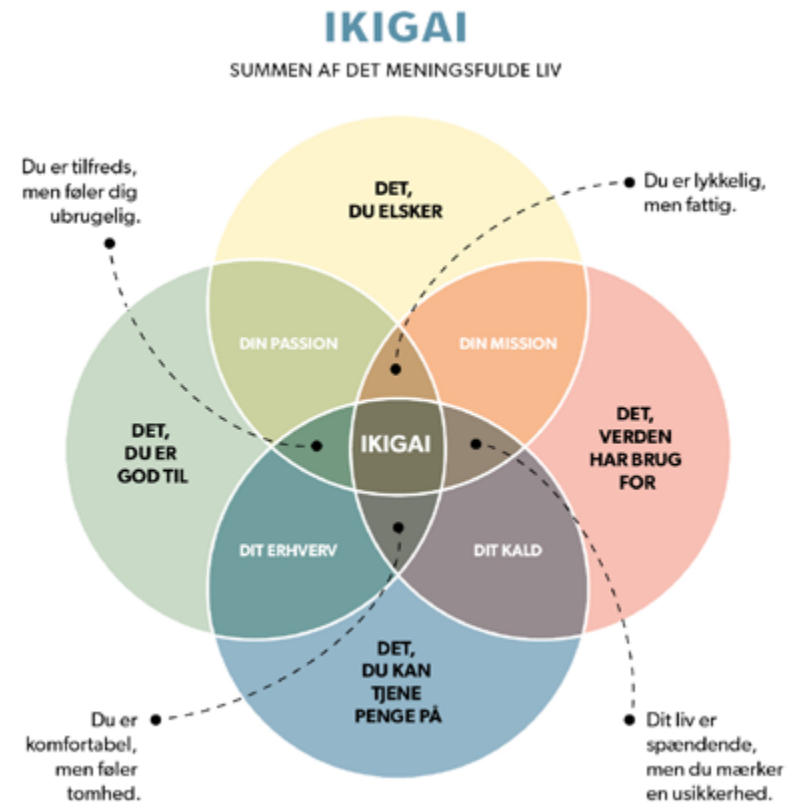 IKIGAI
SUMMEN AF DET MENINGSFULDE LIV
Du er tilfreds,
men føler dig
ubrugelig.
Du er lykkelig,
men fattig.
DET,
DU ELSKER
DIN PASSION
DIN MISSION
DET,
DU ER
GOD TIL
IKIGAI
DET,
VERDEN
HAR BRUG
FOR
DIT ERHVERV
DIT KALD
DET,
DU KAN
TJENE
PENGE PÅ
Du er
komfortabel,
men føler
tomhed.
Dit liv er
spændende,
men du mærker
en usikkerhed.